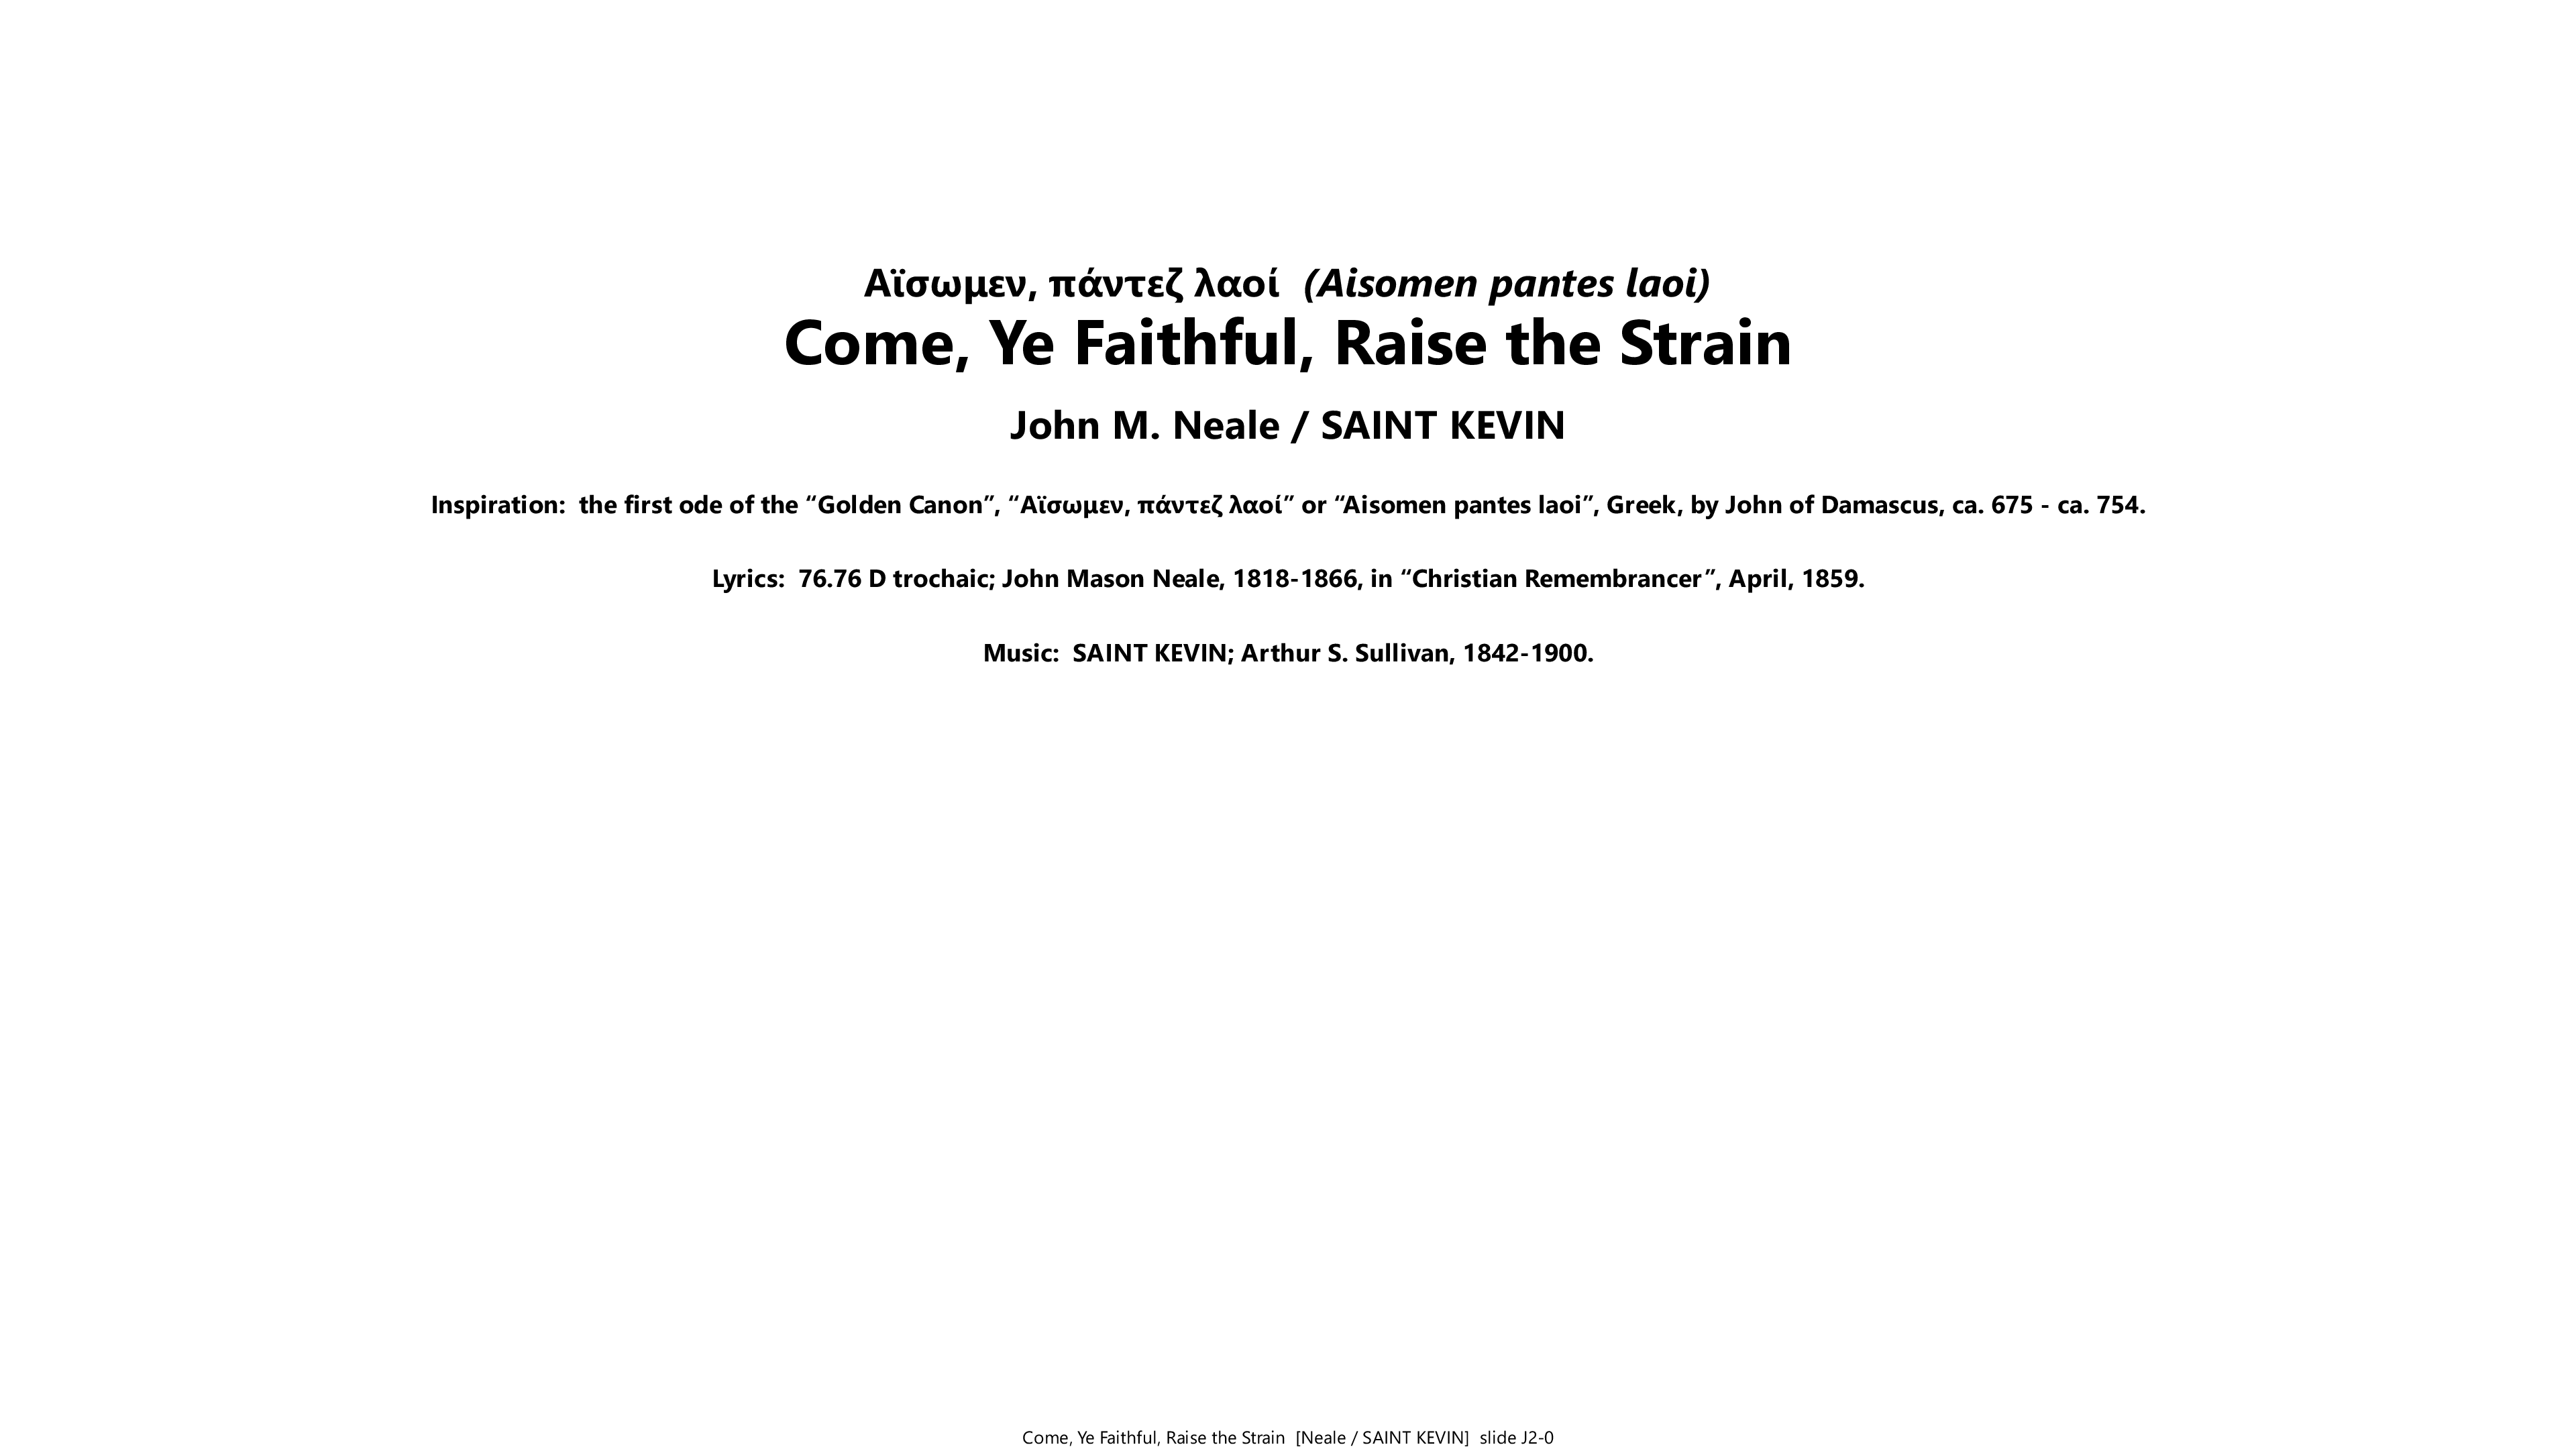 Αϊσωμεν, πάντεζ λαοί  (Aisomen pantes laoi)
Come, Ye Faithful, Raise the Strain
John M. Neale / SAINT KEVIN
Inspiration:  the first ode of the “Golden Canon”, “Αϊσωμεν, πάντεζ λαοί” or “Aisomen pantes laoi”, Greek, by John of Damascus, ca. 675 - ca. 754.
Lyrics:  76.76 D trochaic; John Mason Neale, 1818-1866, in “Christian Remembrancer”, April, 1859.
Music:  SAINT KEVIN; Arthur S. Sullivan, 1842-1900.
Come, Ye Faithful, Raise the Strain  [Neale / SAINT KEVIN]  slide J2-0